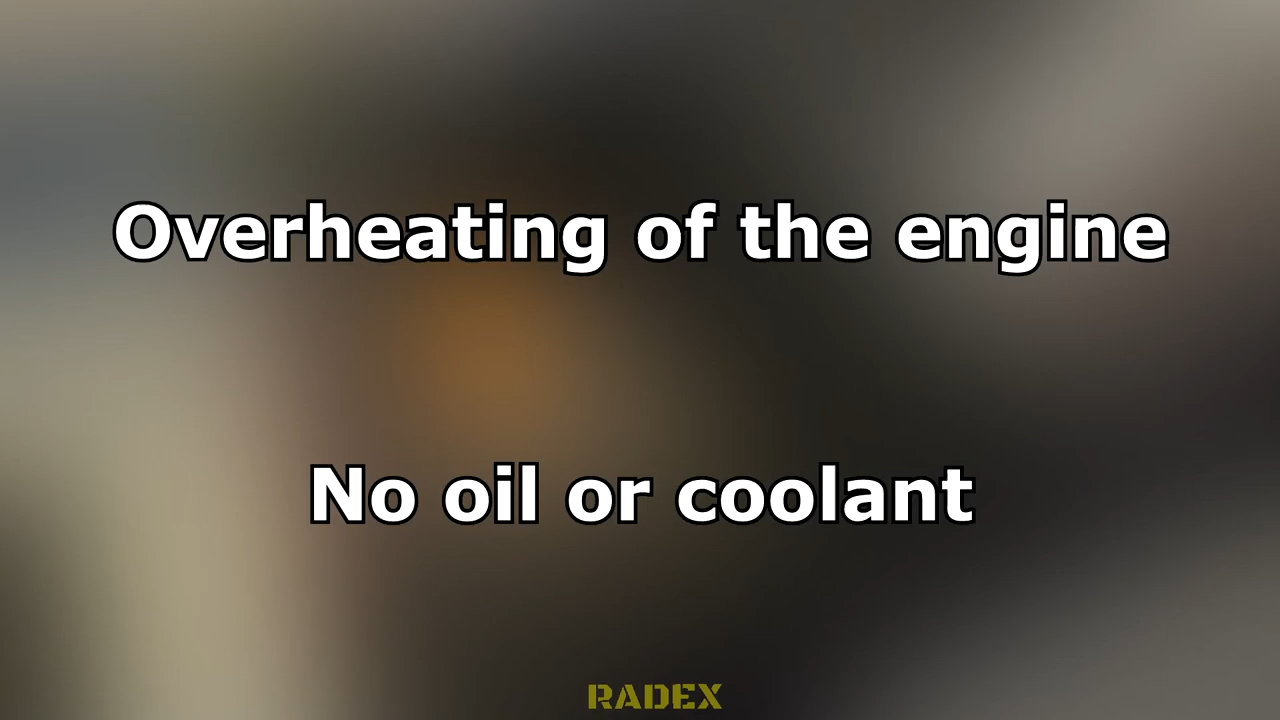 Overheating of the engine
No oil or coolant
RADEX